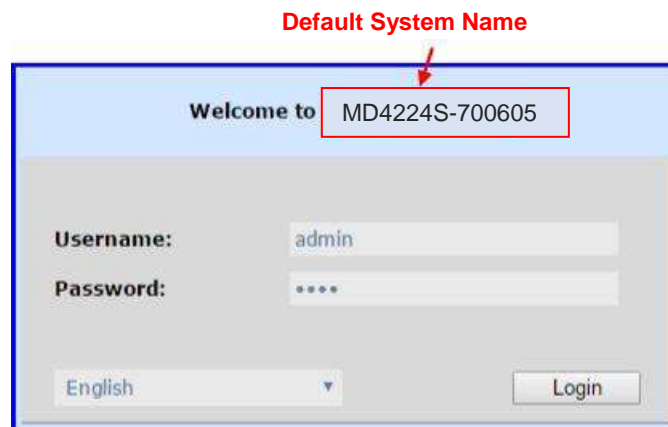 Default System Name
Welcome to MD4224S-700605
Username: admin
Password: ••••
English ▼ Login